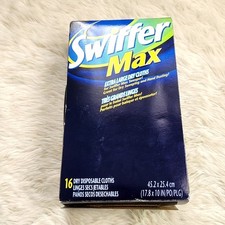 Swiffer
Max
EXTRA LARGE DRY CLOTHS
TRÈS GRANDS LINGES
16 DRY DISPOSABLE CLOTHS
LINGES SECS JETABLES
PAÑOS SECOS DESECHABLES
45.2 x 25.4 cm
(17.8 x 10 IN/PO/PLG)